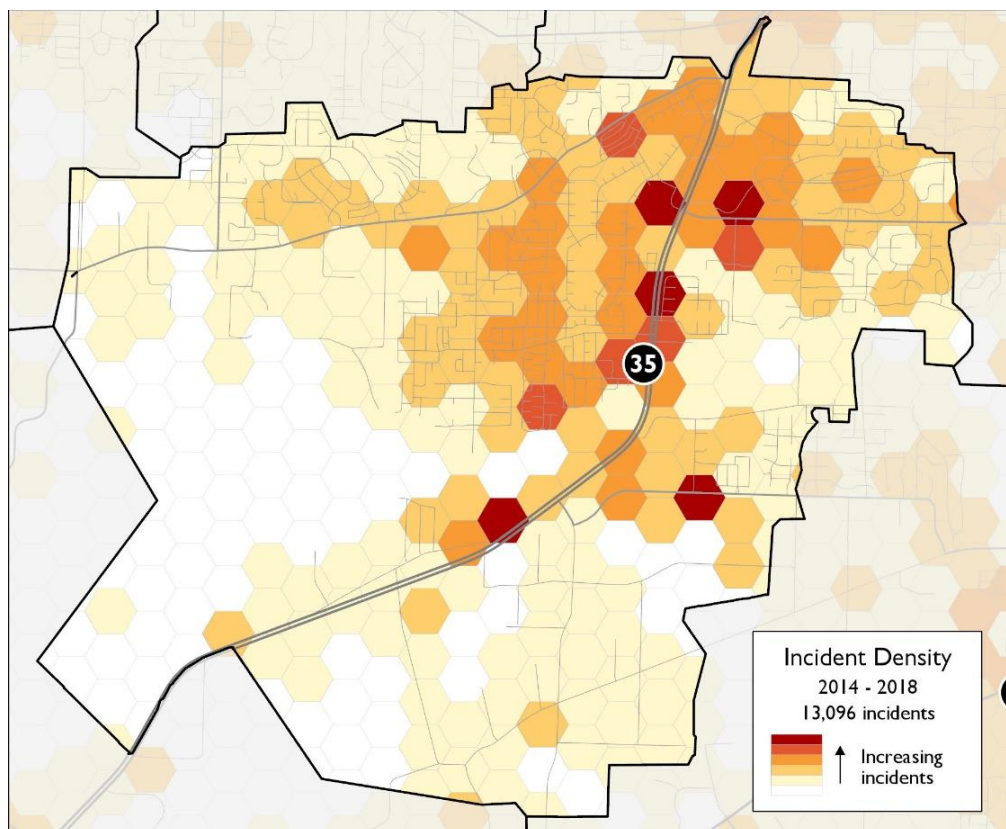 35
Incident Density
2014 - 2018
13,096 incidents
Increasing
incidents